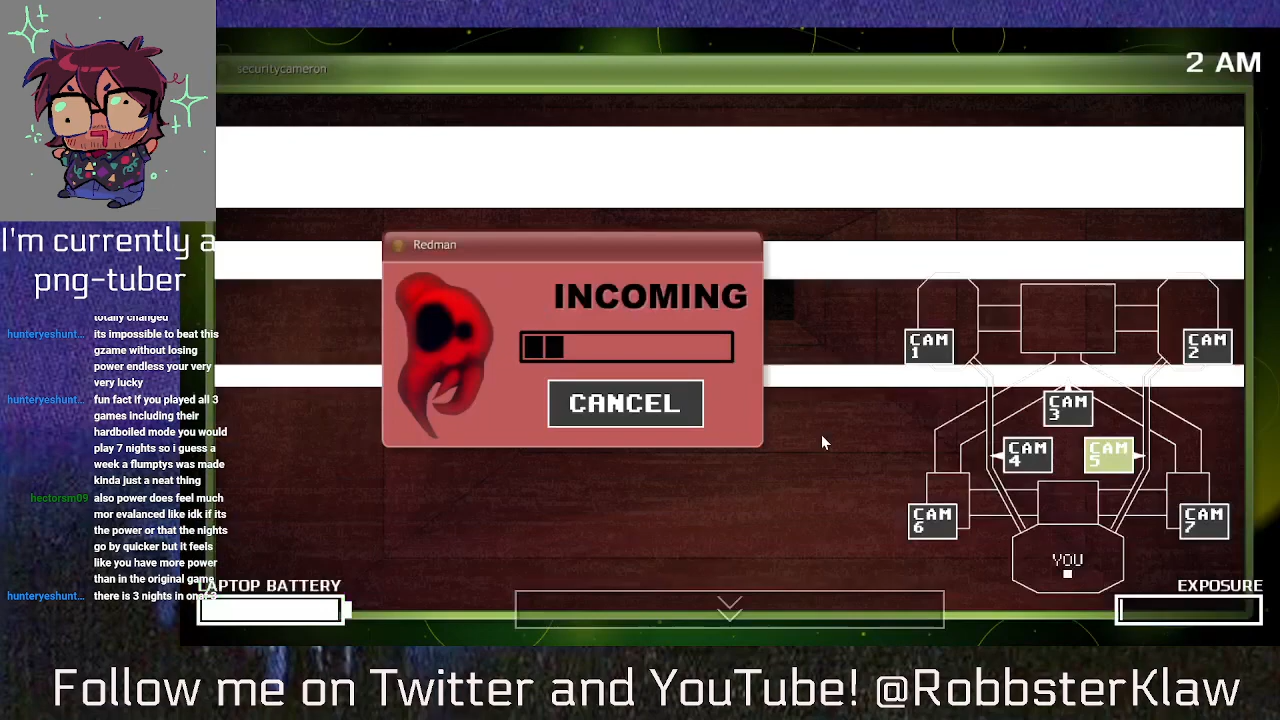 securitycameron
2 AM
Redman
INCOMING
CANCEL
CAM 1
CAM 2
CAM 3
CAM 4
CAM 5
CAM 6
CAM 7
YOU
LAPTOP BATTERY
EXPOSURE
I'm currently a
png-tuber
totally changed
hunteryeshunt... its impossible to beat this
gzame without losing
power endless your very
very lucky
hunteryeshunt... fun fact if you played all 3
games including their
hardboiled mode you would
play 7 nights so i guess a
week a flumptys was made
kinda just a neat thing
hectorsm09 also power does feel much
mor evalanced like idk if its
the power or that the nights
go by quicker but it feels
like you have more power
than in the original game
hunteryeshunt... there is 3 nights in onaf 3
Follow me on Twitter and YouTube! @RobbsterKlaw